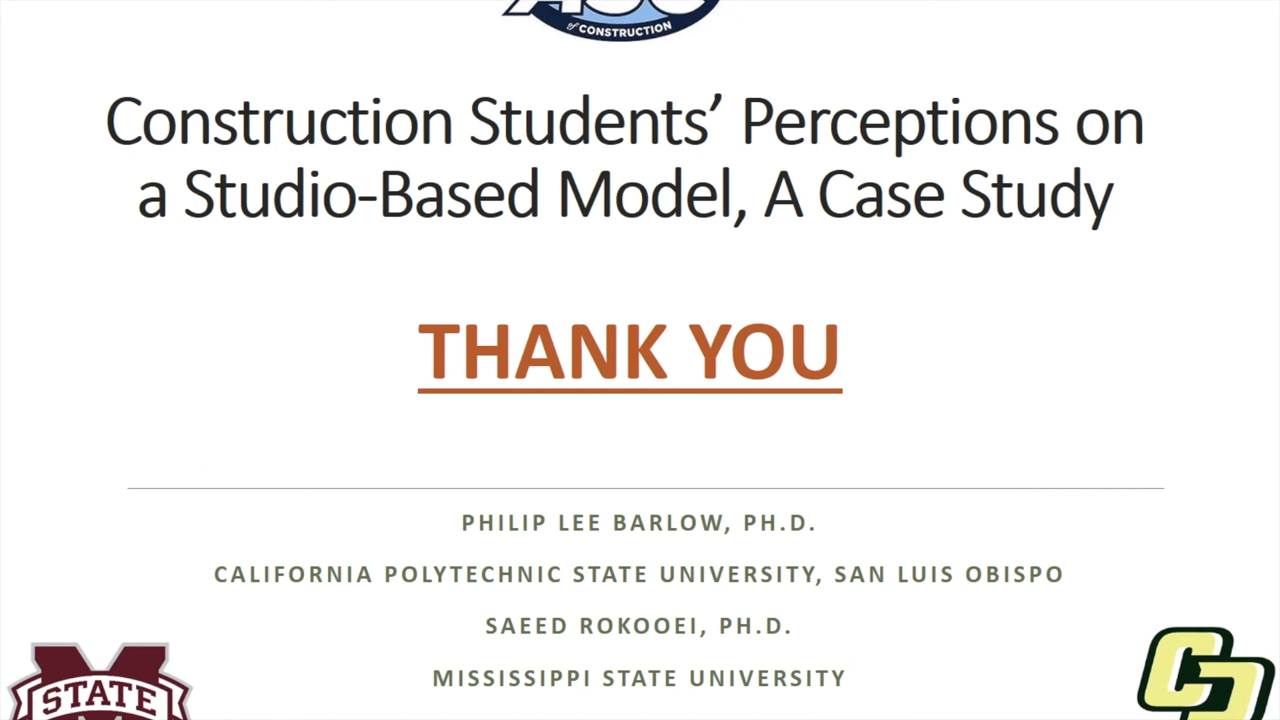 of CONSTRUCTION
Construction Students’ Perceptions on
a Studio-Based Model, A Case Study
THANK YOU
PHILIP LEE BARLOW, PH.D.
CALIFORNIA POLYTECHNIC STATE UNIVERSITY, SAN LUIS OBISPO
SAEED ROKOOEI, PH.D.
MISSISSIPPI STATE UNIVERSITY
STATE